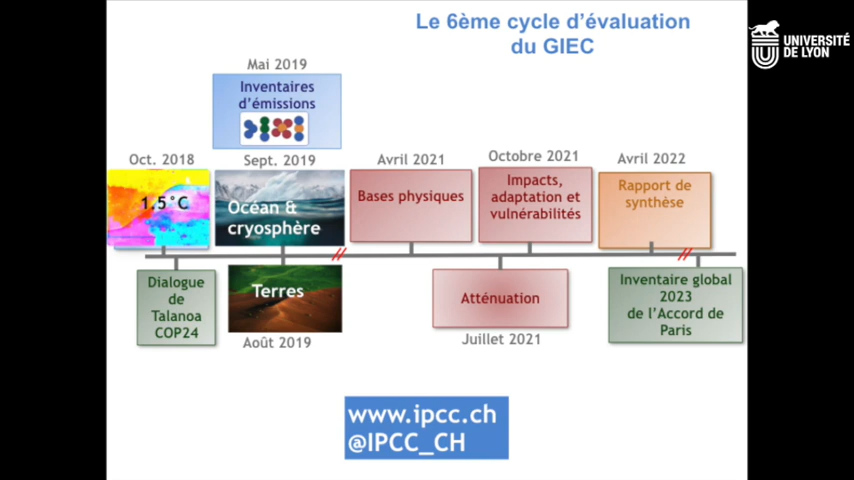 Le 6ème cycle d'évaluation
du GIEC
UNIVERSITÉ
DE LYON
Mai 2019
Inventaires
d'émissions
Oct. 2018
1.5°C
Sept. 2019
Océan &
cryosphère
Avril 2021
Bases physiques
Octobre 2021
Impacts,
adaptation et
vulnérabilités
Avril 2022
Rapport de
synthèse
Dialogue
de
Talanoa
COP24
Terres
Août 2019
Atténuation
Juillet 2021
Inventaire global
2023
de l'Accord de
Paris
www.ipcc.ch
@IPCC_CH